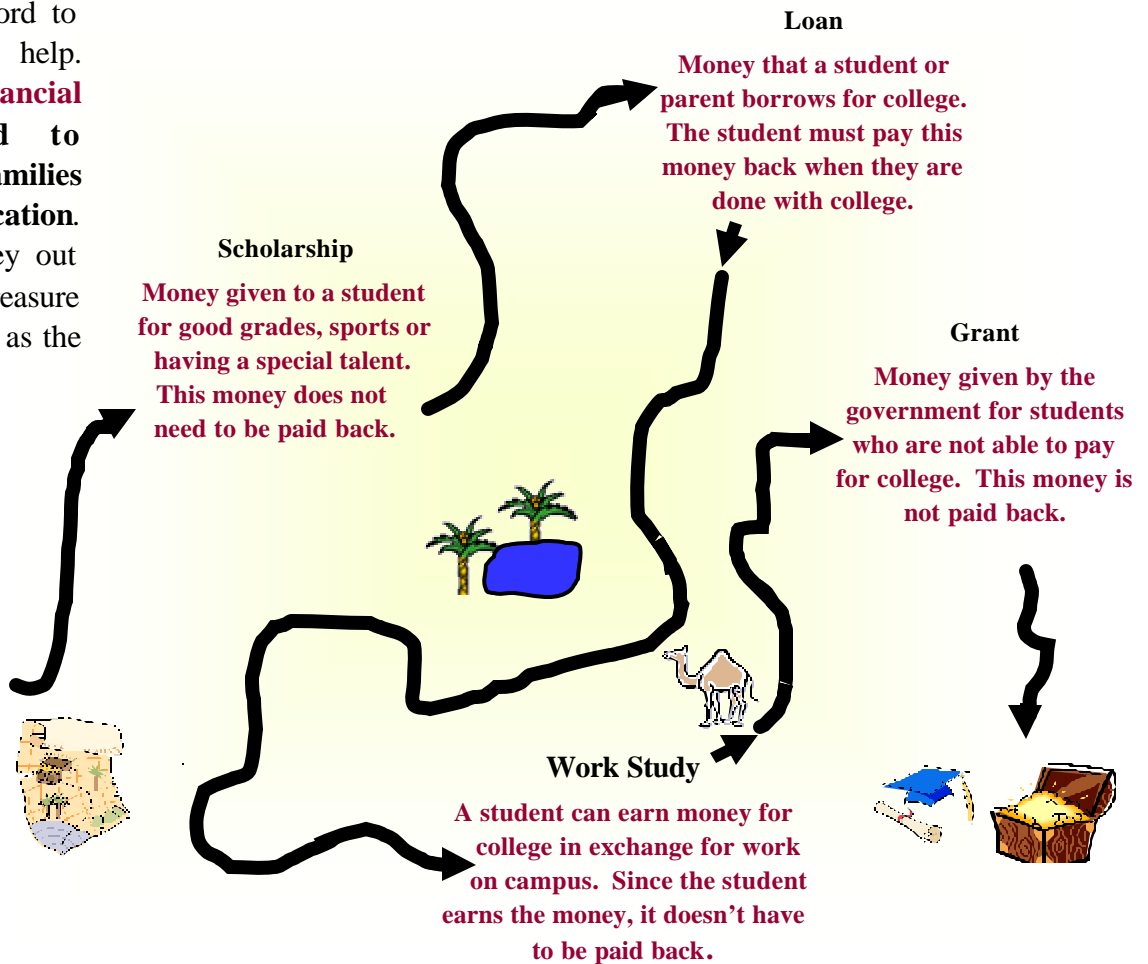 ord to
help.
ancial
d to
amilies
cation.
ey out
easure
as the
Loan
Money that a student or
parent borrows for college.
The student must pay this
money back when they are
done with college.
Scholarship
Money given to a student
for good grades, sports or
having a special talent.
This money does not
need to be paid back.
Grant
Money given by the
government for students
who are not able to pay
for college. This money is
not paid back.
Work Study
A student can earn money for
college in exchange for work
on campus. Since the student
earns the money, it doesn't have
to be paid back.